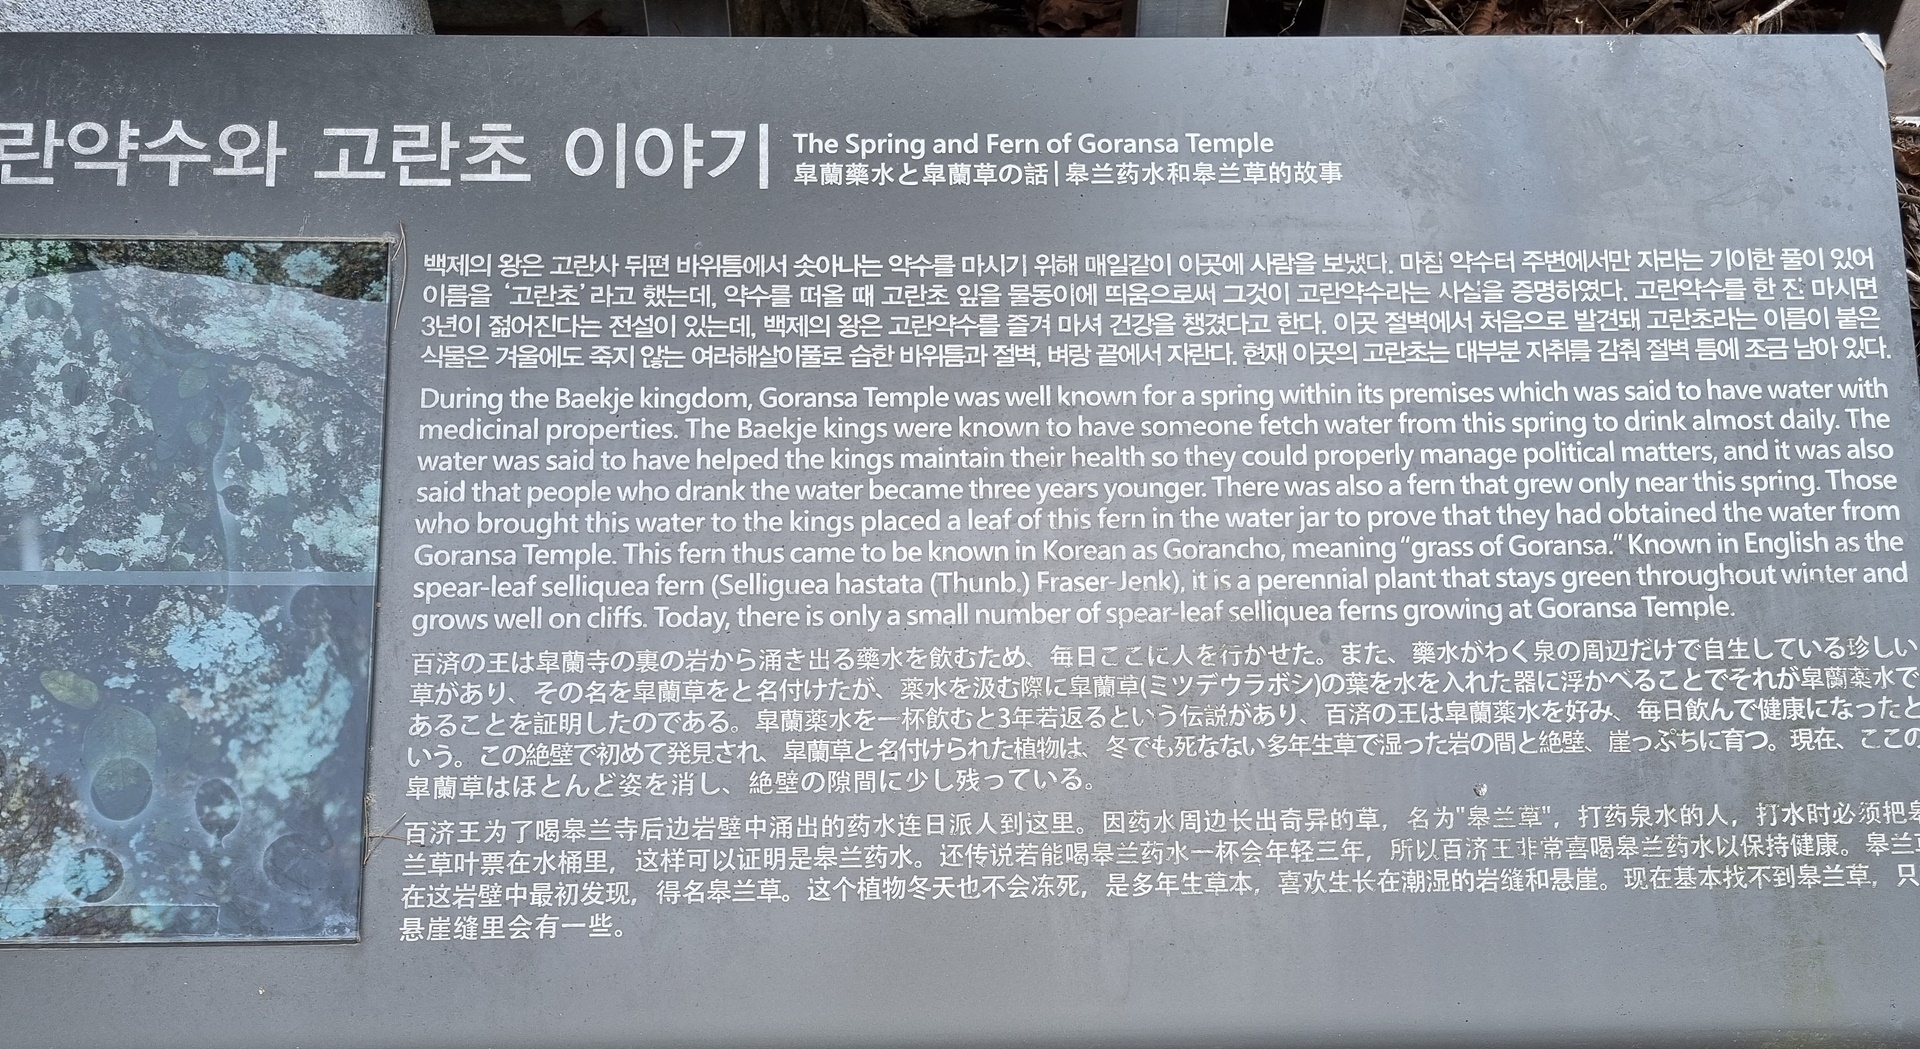 란약수와 고란초 이야기
The Spring and Fern of Goransa Temple
皐蘭藥水と皐蘭草の話 | 皋兰药水和皋兰草的故事
백제의 왕은 고란사 뒤편 바위틈에서 솟아나는 약수를 마시기 위해 매일같이 이곳에 사람을 보냈다. 마침 약수터 주변에서만 자라는 기이한 풀이 있어
이름을 ‘고란초’라고 했는데, 약수를 떠올 때 고란초 잎을 물동이에 띄움으로써 그것이 고란약수라는 사실을 증명하였다. 고란약수를 한 잔 마시면
3년이 젊어진다는 전설이 있는데, 백제의 왕은 고란약수를 즐겨 마셔 건강을 챙겼다고 한다. 이곳 절벽에서 처음으로 발견돼 고란초라는 이름이 붙은
식물은 겨울에도 죽지 않는 여러해살이풀로 습한 바위틈과 절벽, 벼랑 끝에서 자란다. 현재 이곳의 고란초는 대부분 자취를 감춰 절벽 틈에 조금 남아 있다.
During the Baekje kingdom, Goransa Temple was well known for a spring within its premises which was said to have water with
medicinal properties. The Baekje kings were known to have someone fetch water from this spring to drink almost daily. The
water was said to have helped the kings maintain their health so they could properly manage political matters, and it was also
said that people who drank the water became three years younger. There was also a fern that grew only near this spring. Those
who brought this water to the kings placed a leaf of this fern in the water jar to prove that they had obtained the water from
Goransa Temple. This fern thus came to be known in Korean as Gorancho, meaning “grass of Goransa.” Known in English as the
spear-leaf selliquea fern (Selliguea hastata (Thunb.) Fraser-Jenk), it is a perennial plant that stays green throughout winter and
grows well on cliffs. Today, there is only a small number of spear-leaf selliquea ferns growing at Goransa Temple.
百済の王は皐蘭寺の裏の岩から涌き出る藥水を飲むため、毎日ここに人を行かせた。また、藥水がわく泉の周辺だけで自生している珍しい
草があり、その名を皐蘭草をと名付けたが、薬水を汲む際に皐蘭草(ミツデウラボシ)の葉を水を入れた器に浮かべることでそれが皐蘭薬水で
あることを証明したのである。皐蘭薬水を一杯飲むと3年若返るという伝説があり、百済の王は皐蘭薬水を好み、毎日飲んで健康になったと
いう。この絶壁で初めて発見され、皐蘭草と名付けられた植物は、冬でも死なない多年生草で湿った岩の間と絶壁、崖っぷちに育つ。現在、ここの
皐蘭草はほとんど姿を消し、絶壁の隙間に少し残っている。
百济王为了喝皋兰寺后边岩壁中涌出的药水连日派人到这里。因药水周边长出奇异的草，名为"皋兰草"，打药泉水的人，打水时必须把皋
兰草叶票在水桶里，这样可以证明是皋兰药水。还传说若能喝皋兰药水一杯会年轻三年，所以百济王非常喜喝皋兰药水以保持健康。皋兰草
在这岩壁中最初发现，得名皋兰草。这个植物冬天也不会冻死，是多年生草本，喜欢生长在潮湿的岩缝和悬崖。现在基本找不到皋兰草，只
悬崖缝里会有一些。